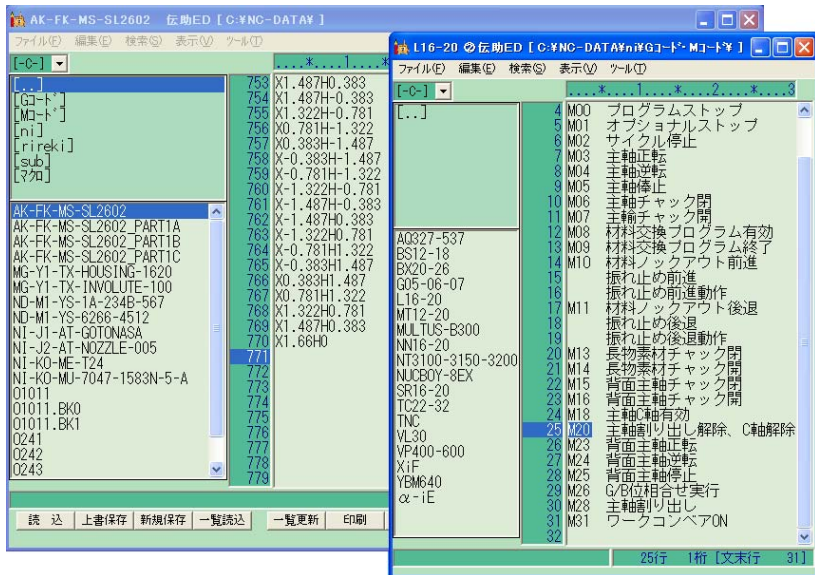 AK-FK-MS-SL2602 伝助ED [ C:¥NC-DATA¥ ]
ファイル(F) 編集(E) 検索(S) 表示(V) ツール(T)
[-C-]
....*....1....*
[..]
[Gコード]
[Mコード]
[ni]
[rireki]
[sub]
[マクロ]
AK-FK-MS-SL2602
AK-FK-MS-SL2602_PART1A
AK-FK-MS-SL2602_PART1B
AK-FK-MS-SL2602_PART1C
MG-Y1-TX-HOUSING-1620
MG-Y1-TX-INVOLUTE-100
ND-M1-YS-1A-234B-567
ND-M1-YS-6266-4512
NI-J1-AT-GOTONASA
NI-J2-AT-NOZZLE-005
NI-KO-ME-T24
NI-KO-MU-7047-1583N-5-A
O1011
O1011.BK0
O1011.BK1
O241
O242
O243
753 X1.487H0.383
754 X1.487H-0.383
755 X1.322H-0.781
756 X0.781H-1.322
757 X0.383H-1.487
758 X-0.383H-1.487
759 X-0.781H-1.322
760 X-1.322H-0.781
761 X-1.487H-0.383
762 X-1.487H0.383
763 X-1.322H0.781
764 X-0.781H1.322
765 X-0.383H1.487
766 X0.383H1.487
767 X0.781H1.322
768 X1.322H0.781
769 X1.487H0.383
770 X1.66H0
771
772
773
774
775
776
777
778
779
読 込 上書保存 新規保存 一覧読込 一覧更新 印刷
L16-20 @伝助ED [ C:¥NC-DATA¥ni¥Gコード・Mコード¥ ]
ファイル(F) 編集(E) 検索(S) 表示(V) ツール(T)
[-C-]
....*....1....*....2....*....3
[..]
AQ327-537
BS12-18
BX20-26
G05-06-07
L16-20
MT12-20
MULTUS-B300
NN16-20
NT3100-3150-3200
NUCBOY-8EX
SR16-20
TC22-32
TNC
VL30
VP400-600
XiF
YBM640
α-iE
4 M00 プログラムストップ
5 M01 オプショナルストップ
6 M02 サイクル停止
7 M03 主軸正転
8 M04 主軸逆転
9 M05 主軸停止
10 M06 主軸チャック閉
11 M07 主軸チャック開
12 M08 材料交換プログラム有効
13 M09 材料交換プログラム終了
14 M10 材料ノックアウト前進
15 振れ止め前進
16 振れ止め前進動作
17 M11 材料ノックアウト後退
18 振れ止め後退
19 振れ止め後退動作
20 M13 長物素材チャック閉
21 M14 長物素材チャック開
22 M15 背面主軸チャック閉
23 M16 背面主軸チャック開
24 M18 主軸C軸有効
25 M20 主軸割り出し解除、C軸解除
26 M23 背面主軸正転
27 M24 背面主軸逆転
28 M25 背面主軸停止
29 M26 G/B位相合せ実行
30 M28 主軸割り出し
31 M31 ワークコンベアON
32
25行 1桁 [文末行 31]